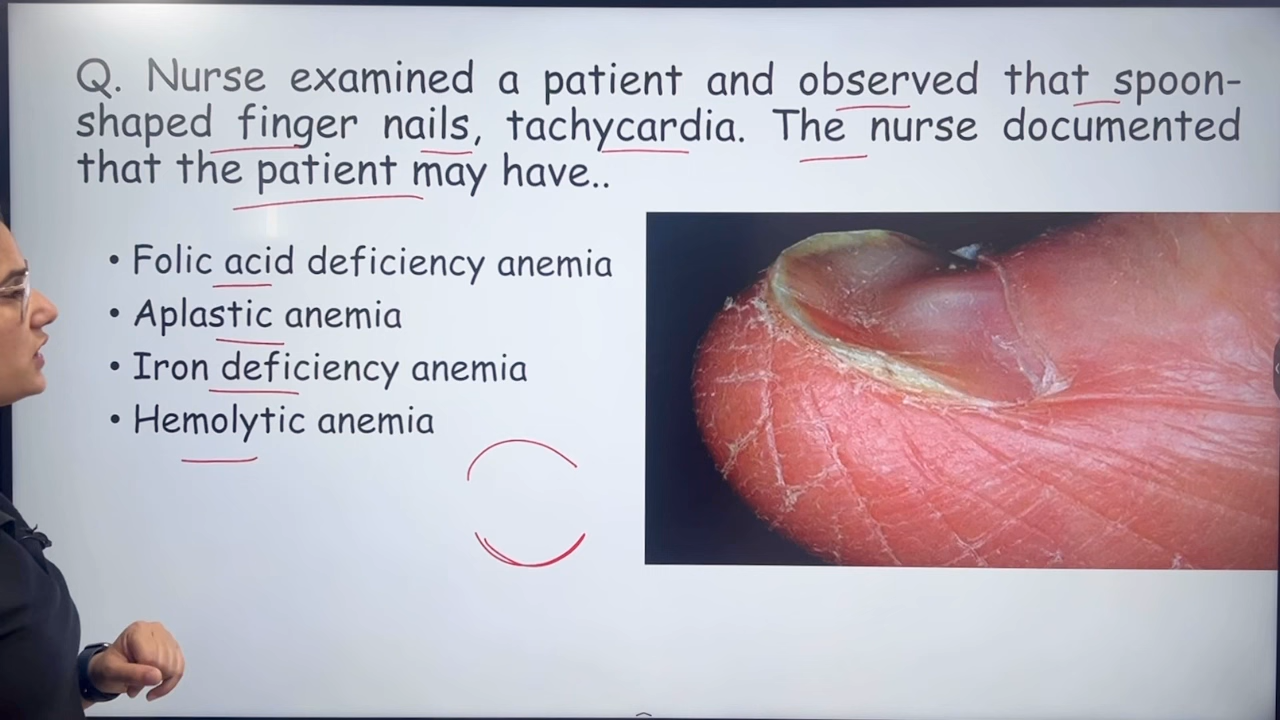 Q. Nurse examined a patient and observed that spoon-
shaped finger nails, tachycardia. The nurse documented
that the patient may have..
• Folic acid deficiency anemia
• Aplastic anemia
• Iron deficiency anemia
• Hemolytic anemia